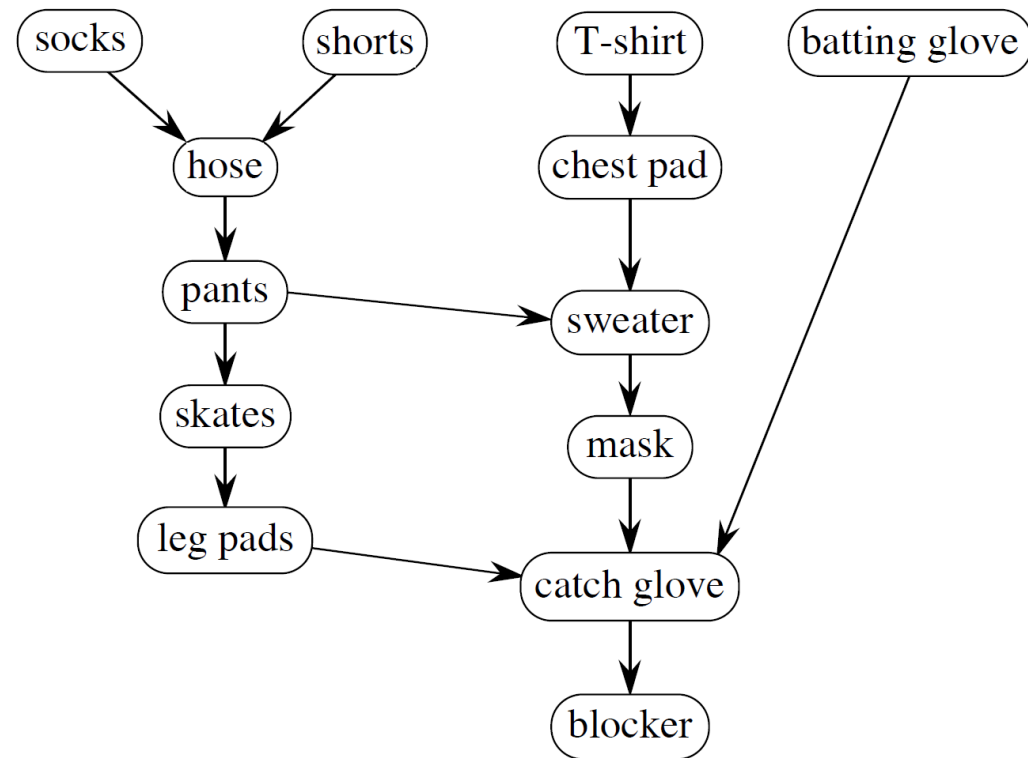 socks
shorts
T-shirt
batting glove
hose
chest pad
pants
sweater
skates
mask
leg pads
catch glove
blocker